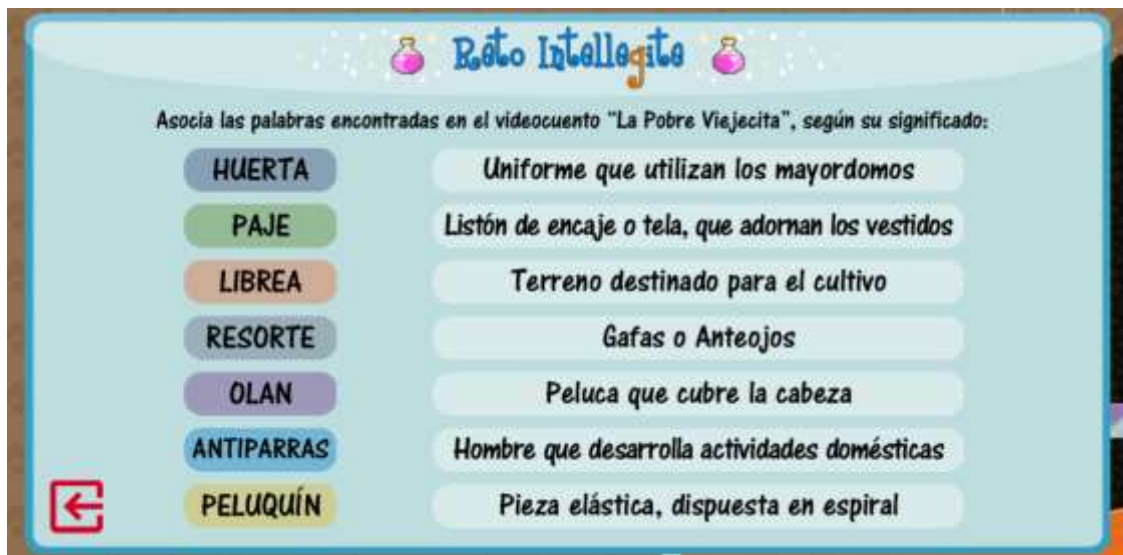 Reto Intellegite
Asocia las palabras encontradas en el videocuento "La Pobre Viejecita", según su significado:
HUERTA Uniforme que utilizan los mayordomos
PAJE Listón de encaje o tela, que adornan los vestidos
LIBREA Terreno destinado para el cultivo
RESORTE Gafas o Anteojos
OLAN Peluca que cubre la cabeza
ANTIPARRAS Hombre que desarrolla actividades domésticas
PELUQUÍN Pieza elástica, dispuesta en espiral